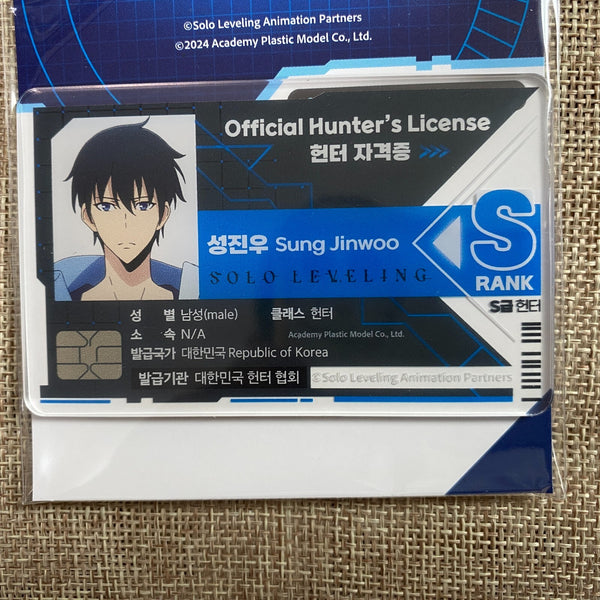 ©Solo Leveling Animation Partners
©2024 Academy Plastic Model Co., Ltd.
Official Hunter's License
헌터 자격증
성진우 Sung Jinwoo
SOLO LEVELING
S
RANK
S급 헌터
성 별 남성(male) 클래스 헌터
소 속 N/A
Academy Plastic Model Co., Ltd.
발급국가 대한민국 Republic of Korea
발급기관 대한민국 헌터 협회
©Solo Leveling Animation Partners